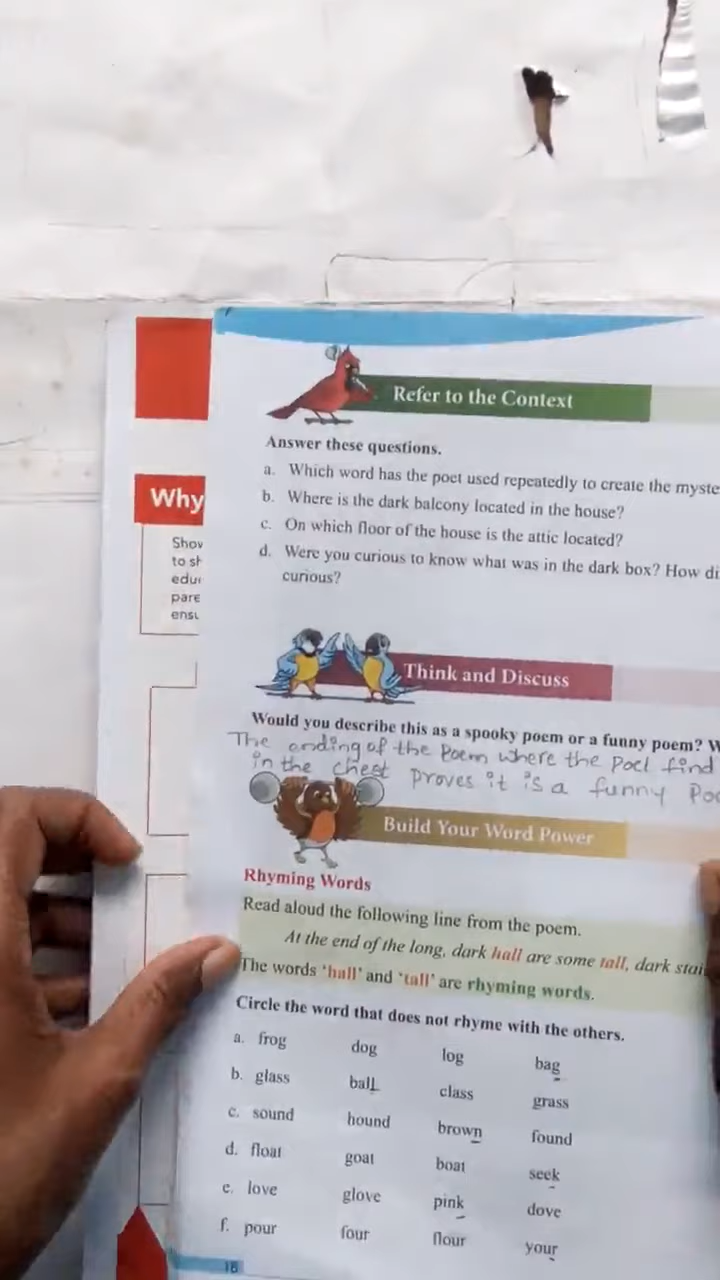 Refer to the Context
Answer these questions.
a. Which word has the poet used repeatedly to create the myste
b. Where is the dark balcony located in the house?
c. On which floor of the house is the attic located?
d. Were you curious to know what was in the dark box? How di
curious?
Why
Show
to sh
edu
pare
ensu
Think and Discuss
Would you describe this as a spooky poem or a funny poem? W
The ending of the Poem where the Poet find
in the chest proves it is a funny Poe
Build Your Word Power
Rhyming Words
Read aloud the following line from the poem.
At the end of the long, dark hall are some tall, dark stai
The words ‘hall’ and ‘tall’ are rhyming words.
Circle the word that does not rhyme with the others.
a. frog dog log bag
b. glass ball class grass
c. sound hound brown found
d. float goat boat seek
e. love glove pink dove
f. pour four flour your
18